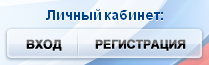 Личный кабинет:
ВХОД РЕГИСТРАЦИЯ